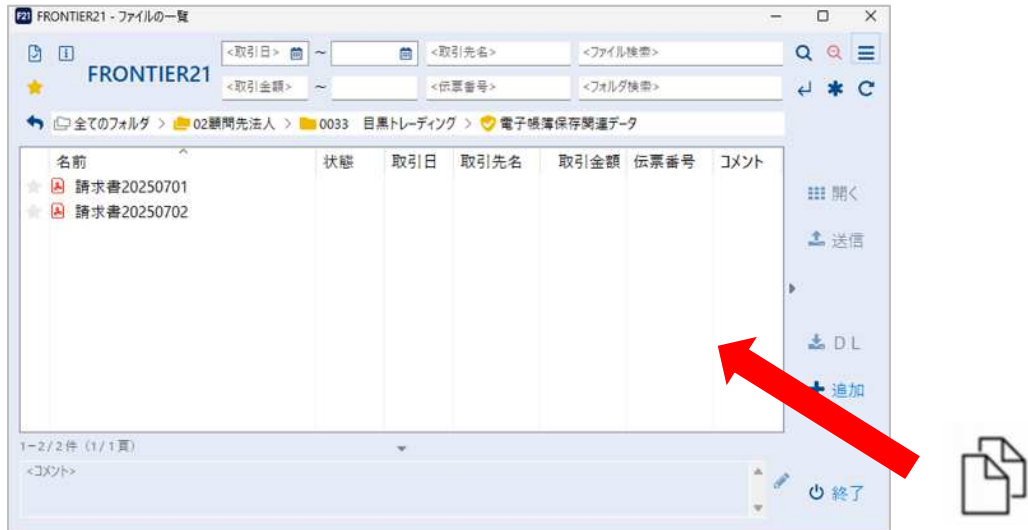 F21 FRONTIER21 - ファイルの一覧
FRONTIER21
<取引日> ~ <取引先名> <ファイル検索>
<取引金額> ~ <伝票番号> <フォルダ検索>
全てのフォルダ > 02顧問先法人 > 0033 目黒トレーディング > 電子帳簿保存関連データ
名前 状態 取引日 取引先名 取引金額 伝票番号 コメント
請求書20250701
請求書20250702
開く
送信
DL
追加
1-2/2件 (1/1頁)
<コメント>
終了